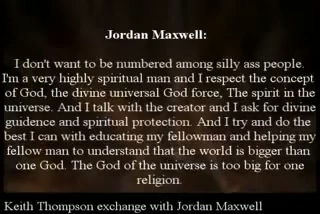 Jordan Maxwell:
I don't want to be numbered among silly ass people.
I'm a very highly spiritual man and I respect the concept
of God, the divine universal God force, The spirit in the
universe. And I talk with the creator and I ask for divine
guidence and spiritual protection. And I try and do the
best I can with educating my fellowman and helping my
fellow man to understand that the world is bigger than
one God. The God of the universe is too big for one
religion.
Keith Thompson exchange with Jordan Maxwell